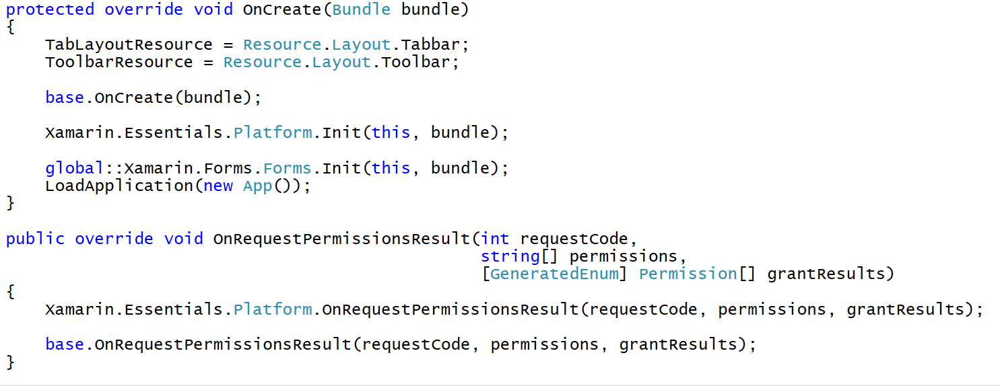 protected override void OnCreate(Bundle bundle)
{
    TabLayoutResource = Resource.Layout.Tabbar;
    ToolbarResource = Resource.Layout.Toolbar;

    base.OnCreate(bundle);

    Xamarin.Essentials.Platform.Init(this, bundle);

    global::Xamarin.Forms.Forms.Init(this, bundle);
    LoadApplication(new App());
}

public override void OnRequestPermissionsResult(int requestCode,
                                                string[] permissions,
                                                [GeneratedEnum] Permission[] grantResults)
{
    Xamarin.Essentials.Platform.OnRequestPermissionsResult(requestCode, permissions, grantResults);

    base.OnRequestPermissionsResult(requestCode, permissions, grantResults);
}